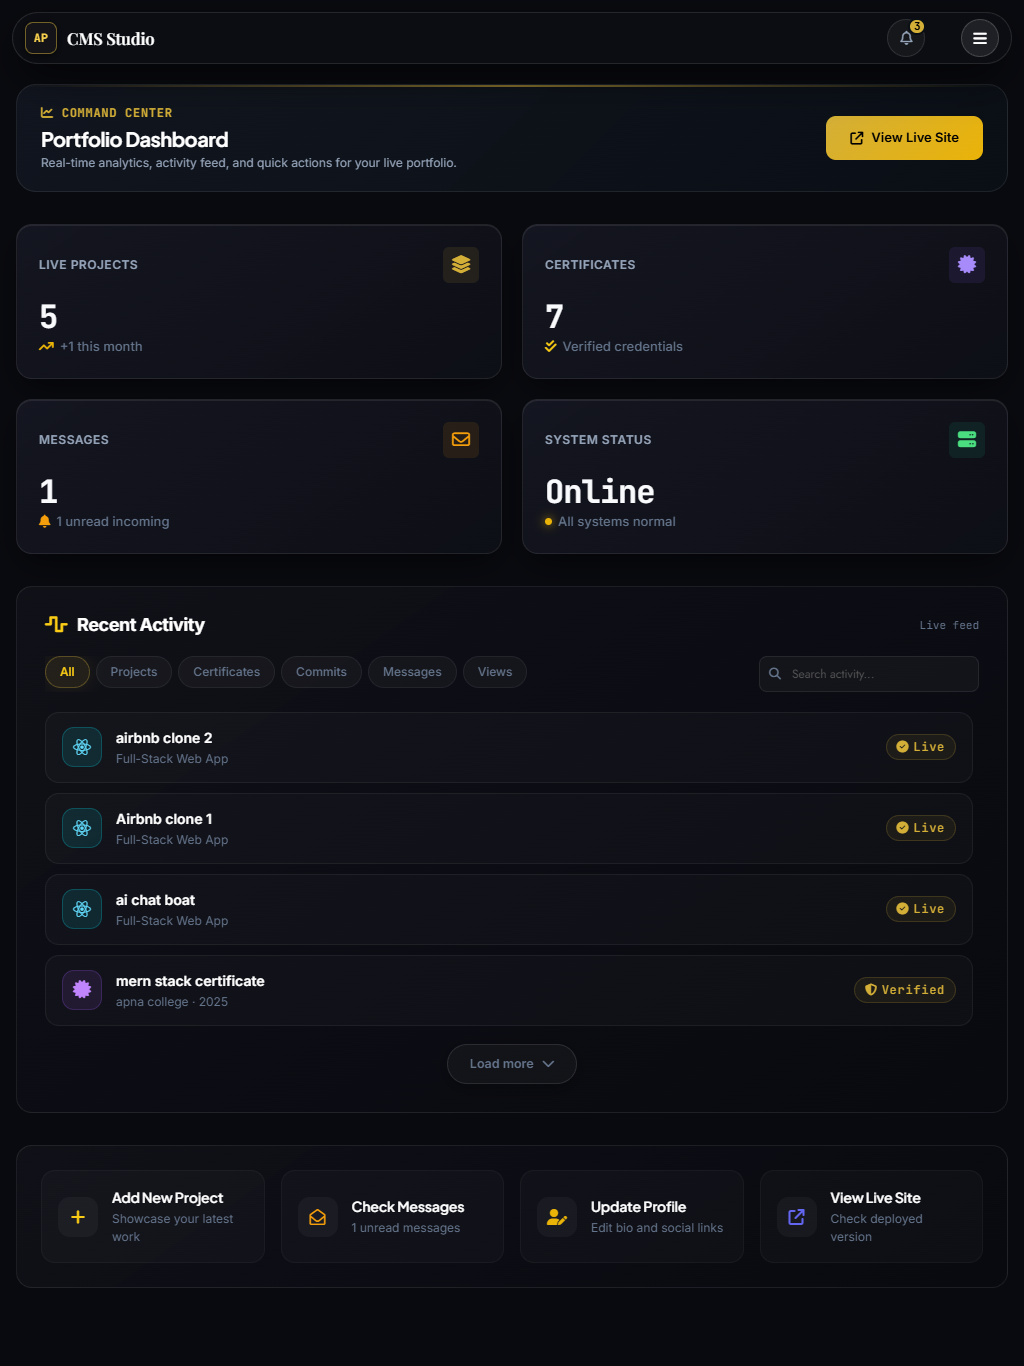 AP CMS Studio 3
COMMAND CENTER
Portfolio Dashboard
Real-time analytics, activity feed, and quick actions for your live portfolio.
View Live Site
LIVE PROJECTS
5
+1 this month
CERTIFICATES
7
Verified credentials
MESSAGES
1
1 unread incoming
SYSTEM STATUS
Online
All systems normal
Recent Activity
Live feed
All Projects Certificates Commits Messages Views
Search activity...
airbnb clone 2
Full-Stack Web App
Live
Airbnb clone 1
Full-Stack Web App
Live
ai chat boat
Full-Stack Web App
Live
mern stack certificate
apna college · 2025
Verified
Load more
Add New Project
Showcase your latest
work
Check Messages
1 unread messages
Update Profile
Edit bio and social links
View Live Site
Check deployed
version